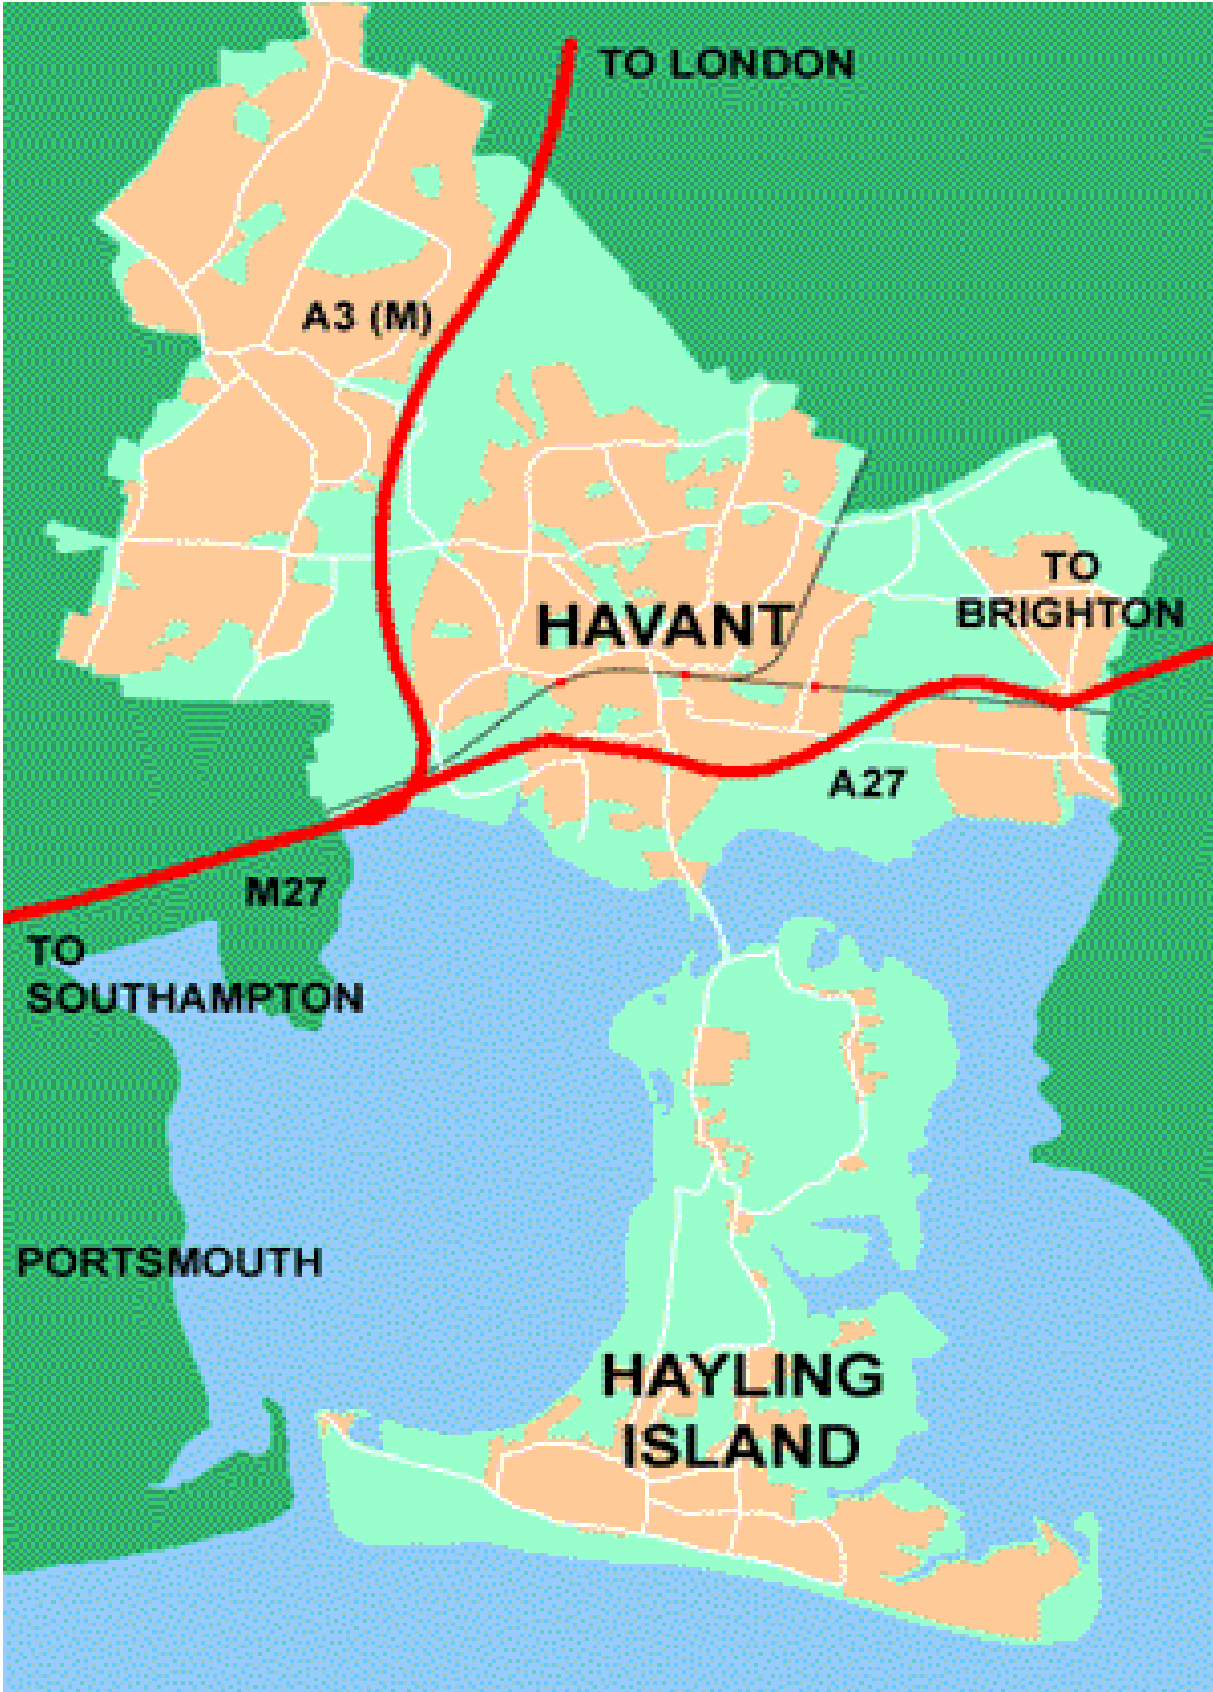 TO LONDON
A3 (M)
TO
BRIGHTON
HAVANT
A27
M27
TO
SOUTHAMPTON
PORTSMOUTH
HAYLING
ISLAND